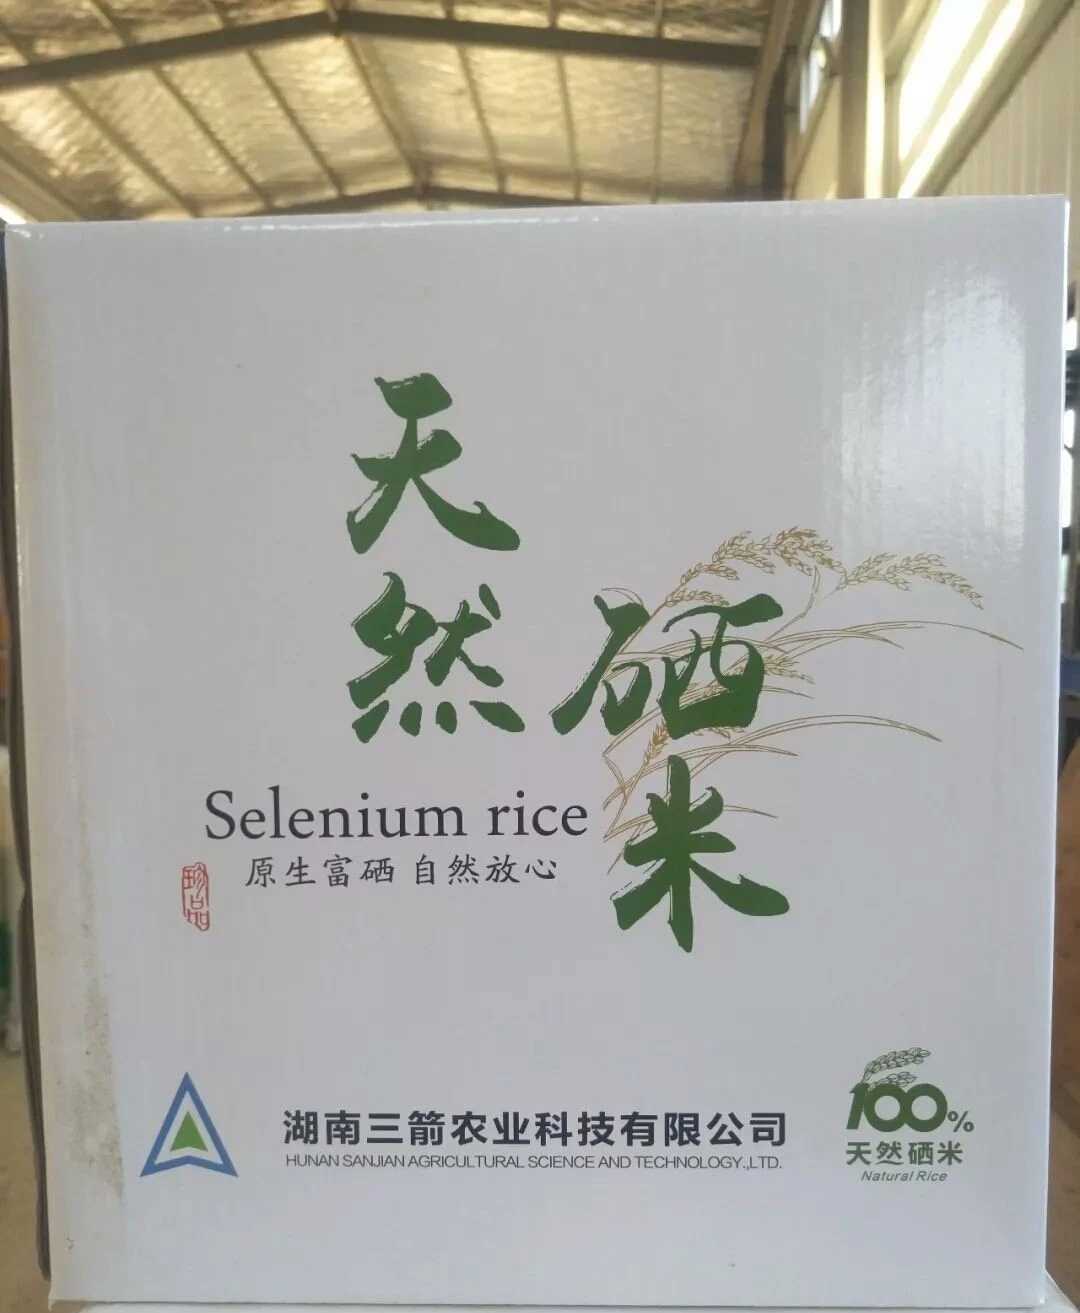 天然硒米
Selenium rice
原生富硒 自然放心
珍品
湖南三箭农业科技有限公司
HUNAN SANJIAN AGRICULTURAL SCIENCE AND TECHNOLOGY.,LTD.
100%
天然硒米
Natural Rice